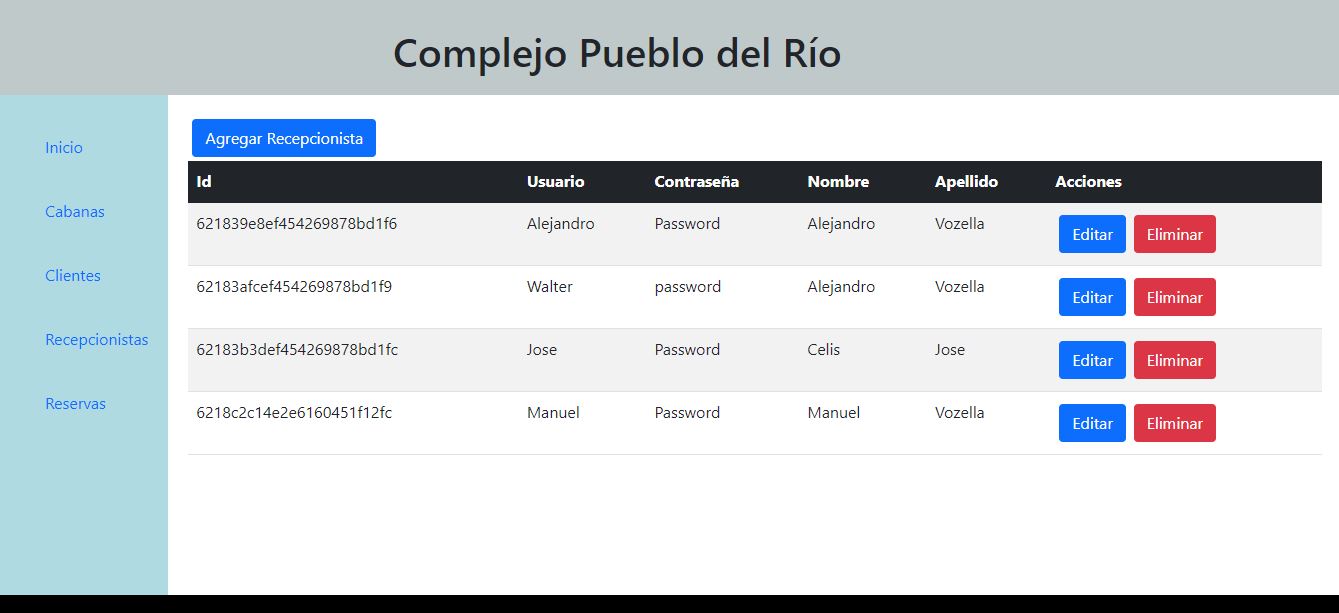 Complejo Pueblo del Río
Inicio
Cabanas
Clientes
Recepcionistas
Reservas
Agregar Recepcionista
Id Usuario Contraseña Nombre Apellido Acciones
621839e8ef454269878bd1f6 Alejandro Password Alejandro Vozella Editar Eliminar
62183afcef454269878bd1f9 Walter password Alejandro Vozella Editar Eliminar
62183b3def454269878bd1fc Jose Password Celis Jose Editar Eliminar
6218c2c14e2e6160451f12fc Manuel Password Manuel Vozella Editar Eliminar